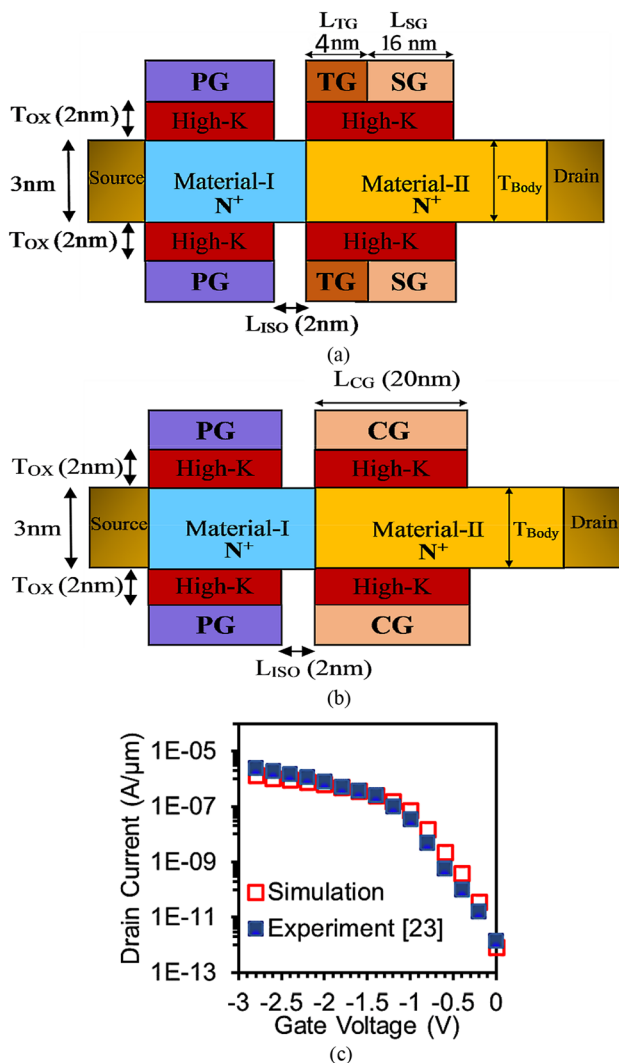 L_TG L_SG
4nm 16 nm
PG TG SG
T_OX (2nm) High-K High-K
3nm Source Material-I Material-II T_Body Drain
N⁺ N⁺
T_OX (2nm) High-K High-K
PG TG SG
L_ISO (2nm)
(a)
L_CG (20nm)
PG CG
T_OX (2nm) High-K High-K
3nm Source Material-I Material-II T_Body Drain
N⁺ N⁺
T_OX (2nm) High-K High-K
PG CG
L_ISO (2nm)
(b)
Drain Current (A/µm)
1E-05
1E-07
1E-09
1E-11
1E-13
Simulation
Experiment [23]
-3 -2.5 -2 -1.5 -1 -0.5 0
Gate Voltage (V)
(c)